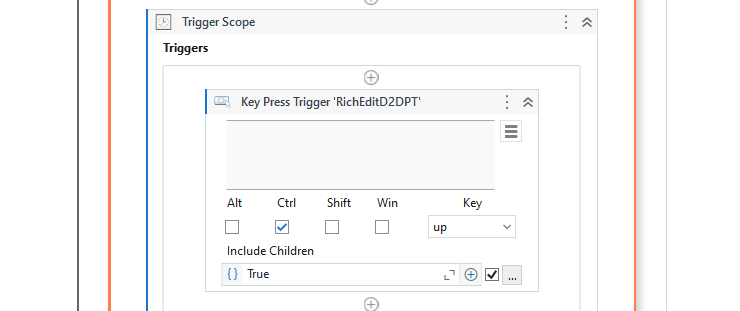 Trigger Scope
Triggers
Key Press Trigger 'RichEditD2DPT'
Alt Ctrl Shift Win Key
up
Include Children
{ } True ...